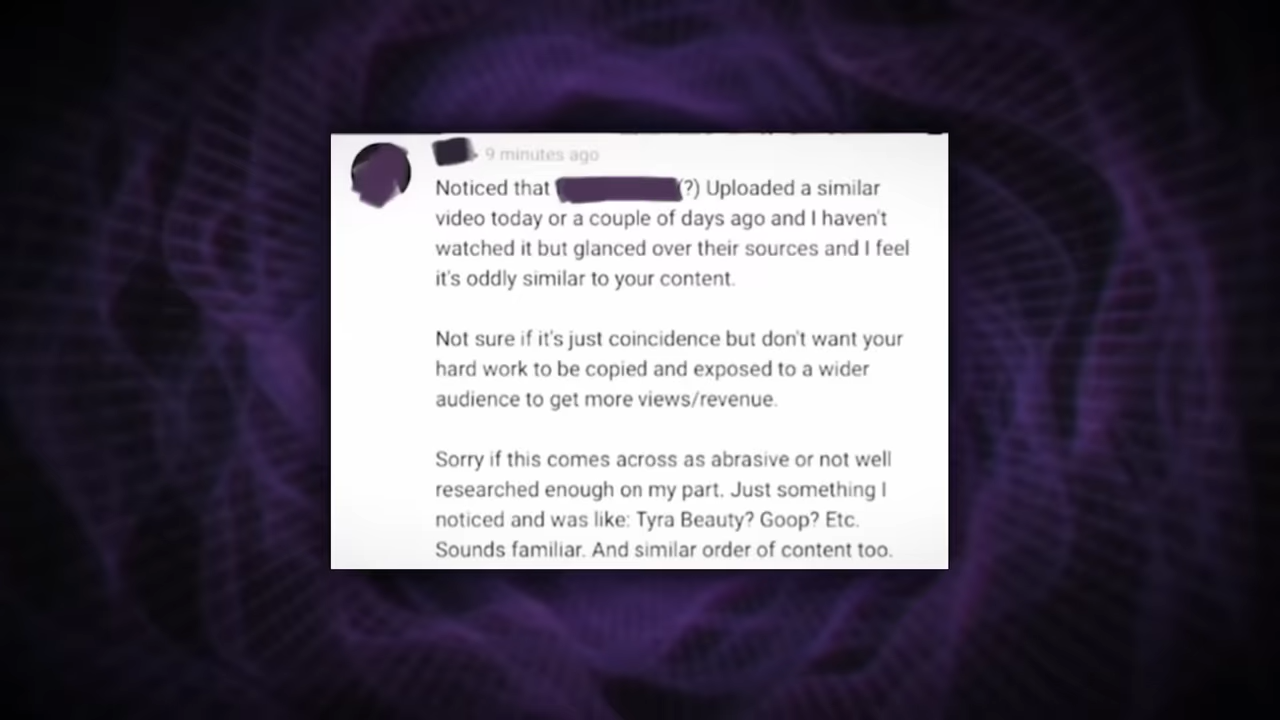 9 minutes ago
Noticed that (?) Uploaded a similar
video today or a couple of days ago and I haven't
watched it but glanced over their sources and I feel
it's oddly similar to your content.
Not sure if it's just coincidence but don't want your
hard work to be copied and exposed to a wider
audience to get more views/revenue.
Sorry if this comes across as abrasive or not well
researched enough on my part. Just something I
noticed and was like: Tyra Beauty? Goop? Etc.
Sounds familiar. And similar order of content too.